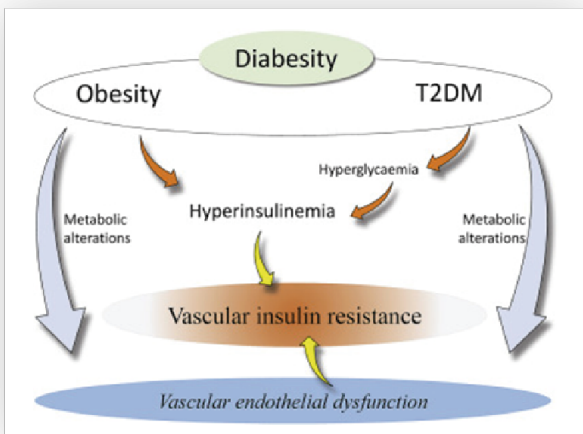 Diabesity
Obesity
T2DM
Hyperglycaemia
Hyperinsulinemia
Metabolic
alterations
Metabolic
alterations
Vascular insulin resistance
Vascular endothelial dysfunction